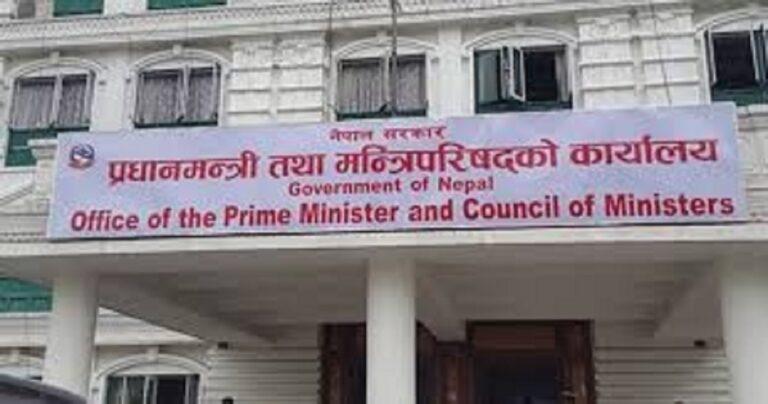 नेपाल सरकार
प्रधानमन्त्री तथा मन्त्रिपरिषदको कार्यालय
Government of Nepal
Office of the Prime Minister and Council of Ministers